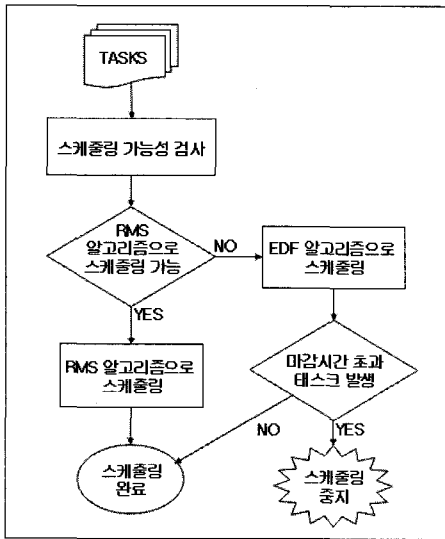 TASKS
스케줄링 가능성 검사
RMS
알고리즘으로
스케줄링 가능
NO
EDF 알고리즘으로
스케줄링
YES
RMS 알고리즘으로
스케줄링
마감시간 초과
태스크 발생
NO
YES
스케줄링
완료
스케줄링
중지